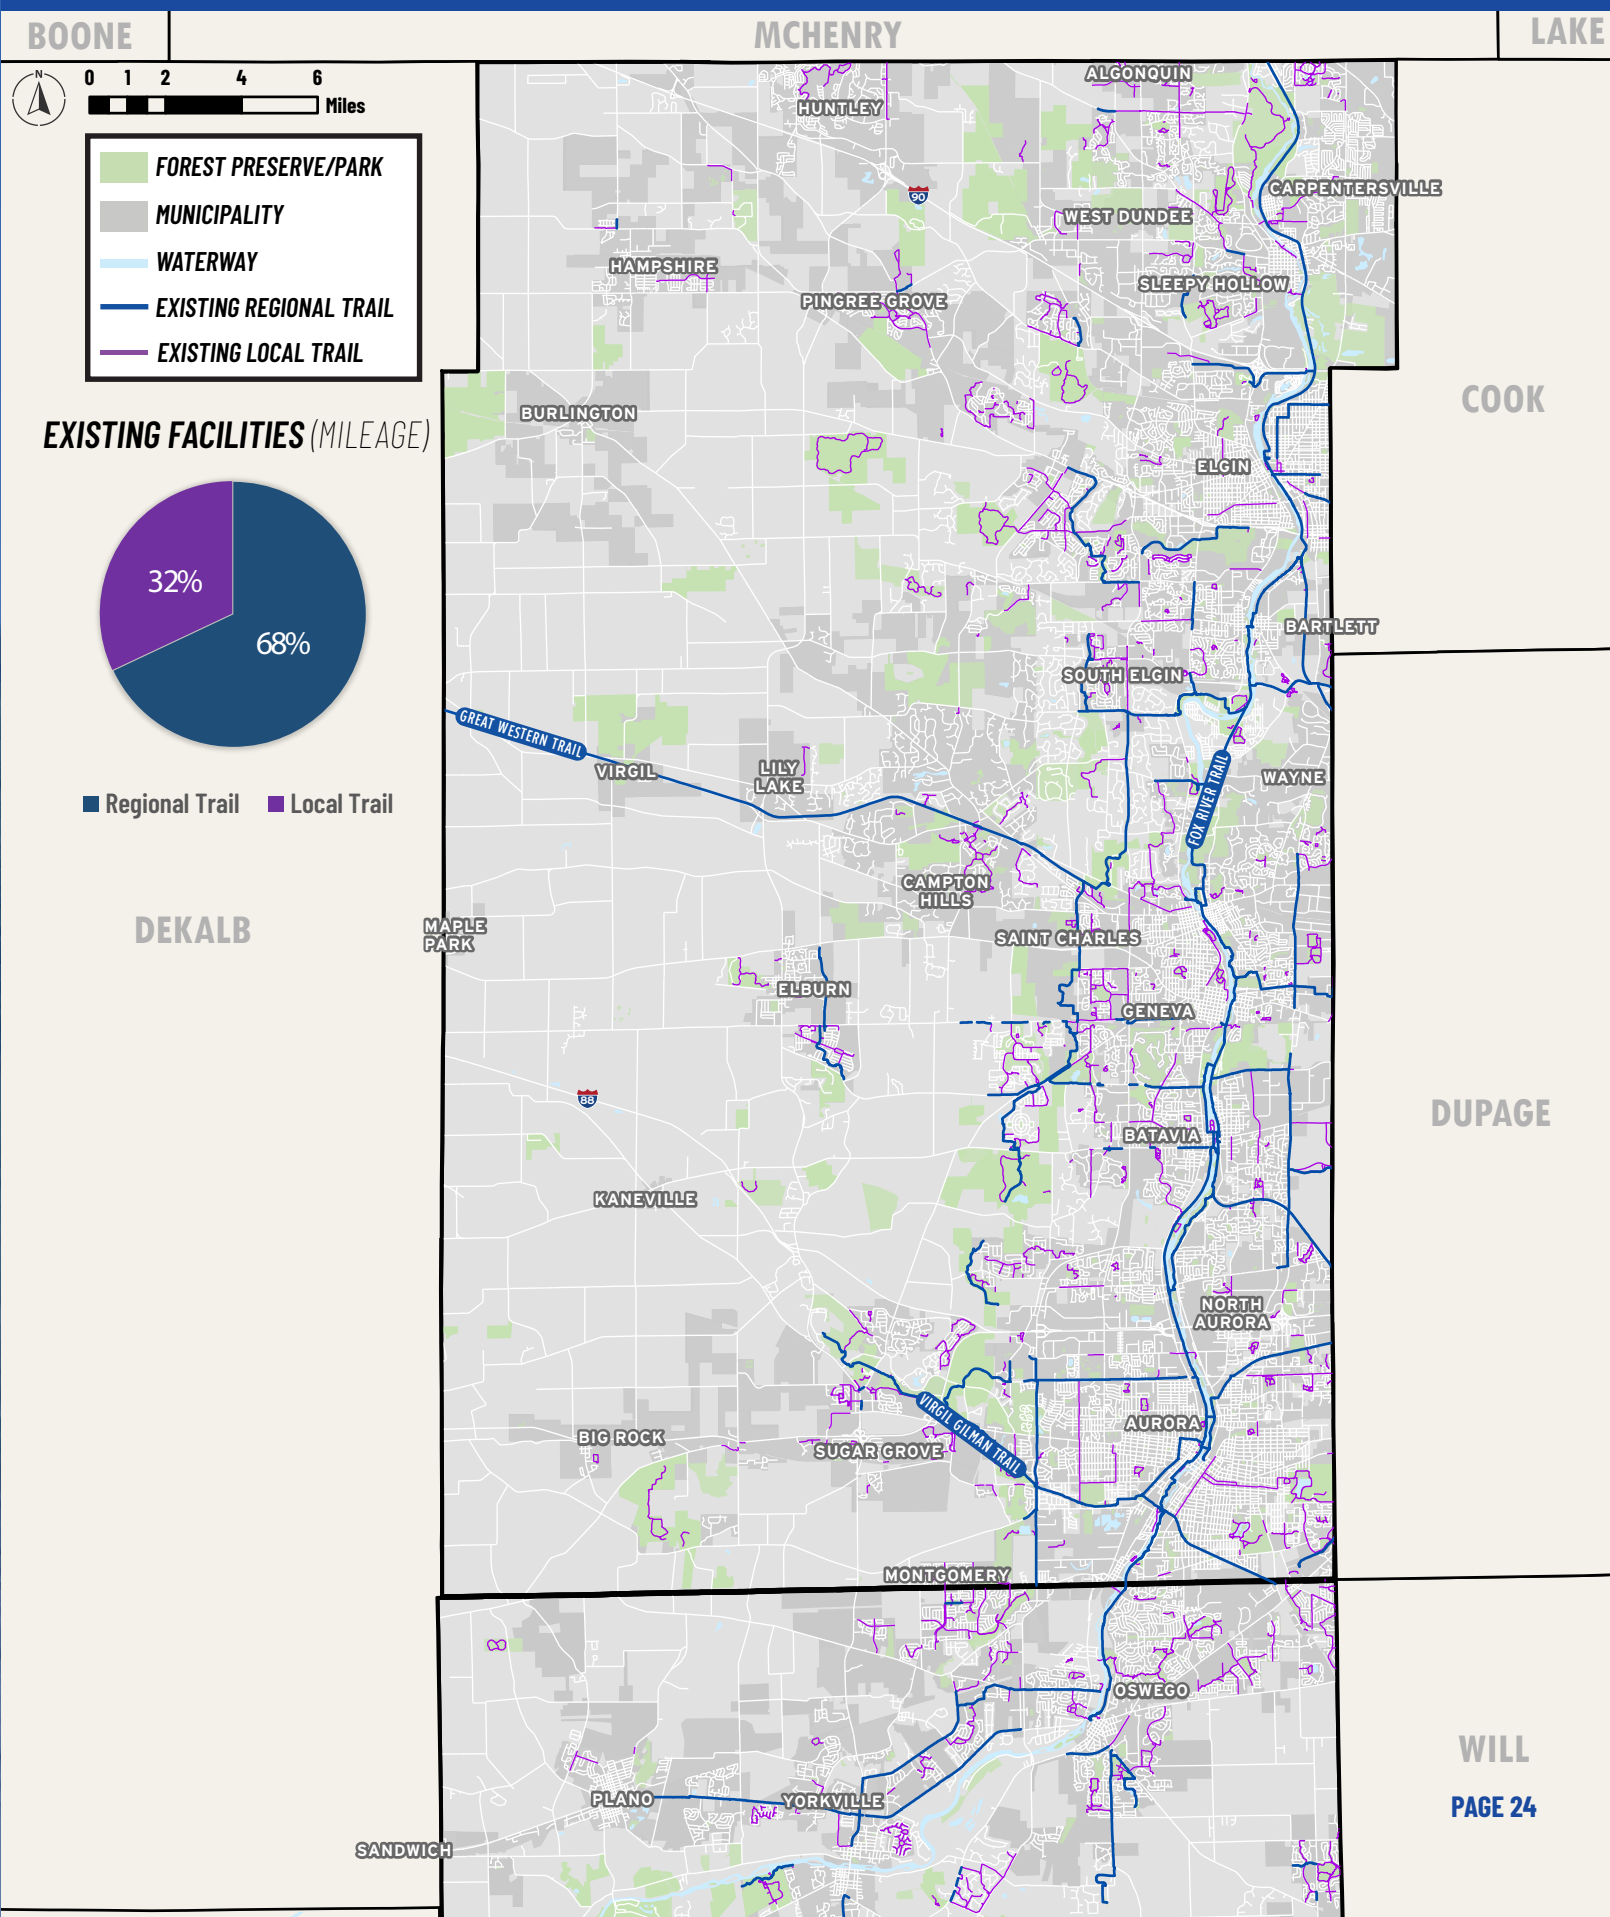 BOONE
MCHENRY
LAKE
N
0 1 2 4 6
Miles
FOREST PRESERVE/PARK
MUNICIPALITY
WATERWAY
EXISTING REGIONAL TRAIL
EXISTING LOCAL TRAIL
EXISTING FACILITIES (MILEAGE)
32%
68%
Regional Trail
Local Trail
ALGONQUIN
HUNTLEY
CARPENTERSVILLE
90
WEST DUNDEE
HAMPSHIRE
SLEEPY HOLLOW
PINGREE GROVE
COOK
BURLINGTON
ELGIN
BARTLETT
SOUTH ELGIN
GREAT WESTERN TRAIL
VIRGIL
LILY
LAKE
WAYNE
FOX RIVER TRAIL
CAMPTON
HILLS
DEKALB
MAPLE
PARK
SAINT CHARLES
ELBURN
GENEVA
88
DUPAGE
BATAVIA
KANEVILLE
NORTH
AURORA
VIRGIL GILMAN TRAIL
AURORA
BIG ROCK
SUGAR GROVE
MONTGOMERY
OSWEGO
WILL
PLANO
YORKVILLE
PAGE 24
SANDWICH